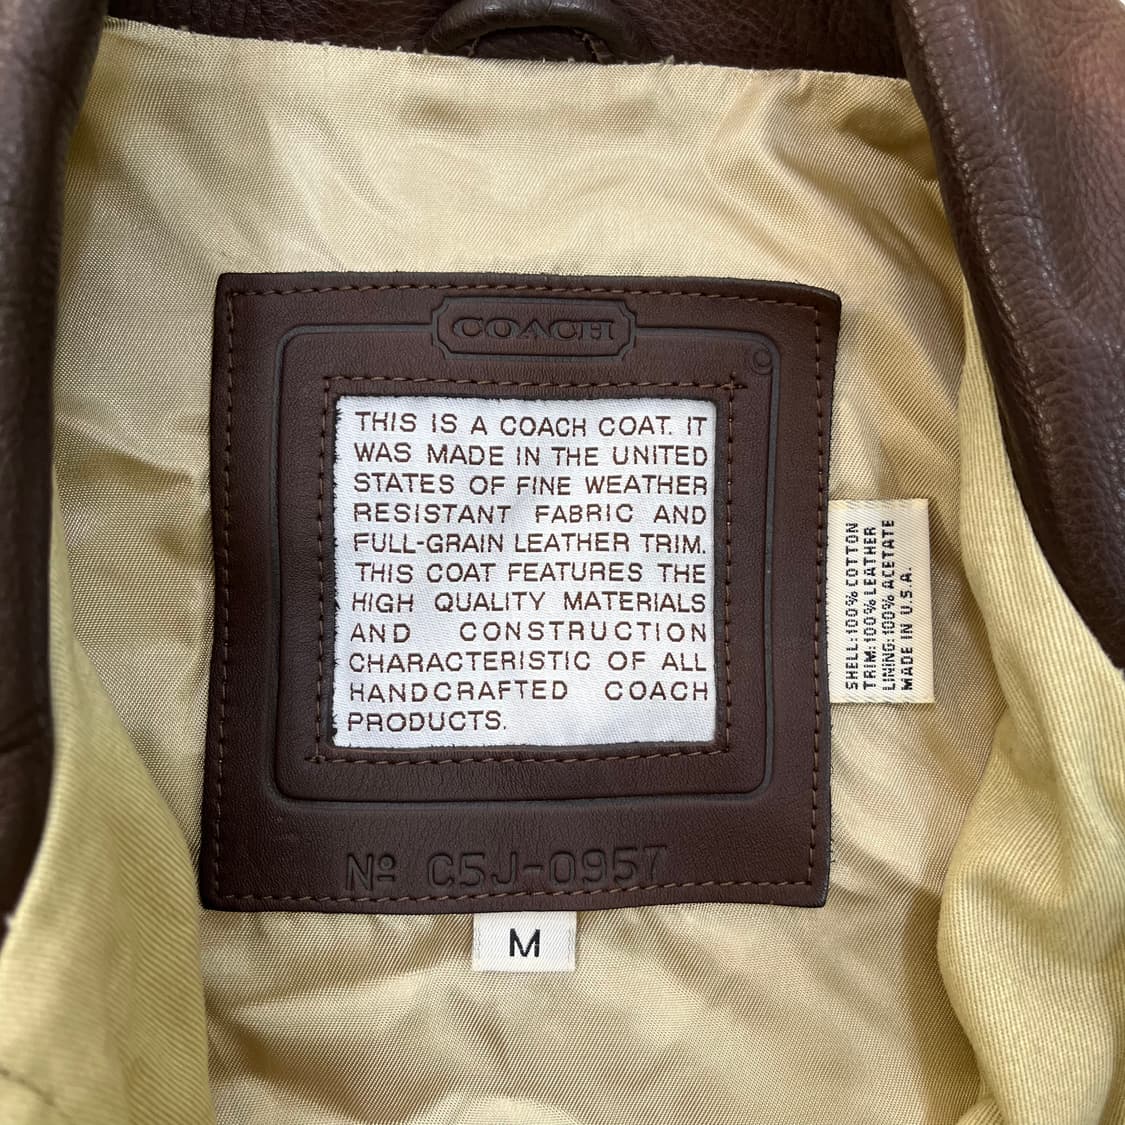 COACH
THIS IS A COACH COAT. IT
WAS MADE IN THE UNITED
STATES OF FINE WEATHER
RESISTANT FABRIC AND
FULL-GRAIN LEATHER TRIM.
THIS COAT FEATURES THE
HIGH QUALITY MATERIALS
AND CONSTRUCTION
CHARACTERISTIC OF ALL
HANDCRAFTED COACH
PRODUCTS.
Nº C5J-0957
M
SHELL:100% COTTON
TRIM:100% LEATHER
LINING:100% ACETATE
MADE IN U.S.A.